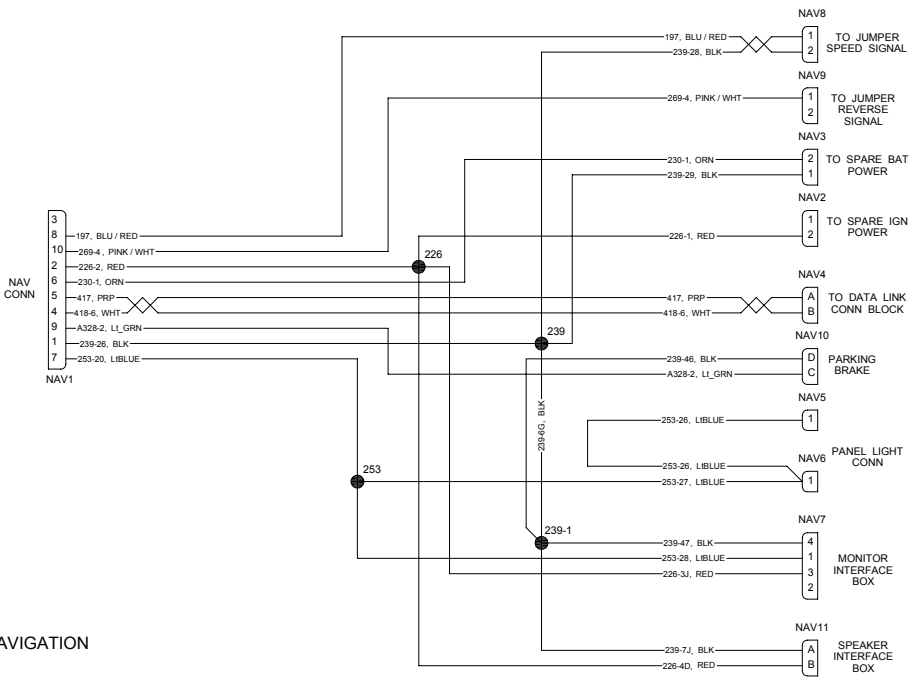 NAV8
197, BLU / RED
1
TO JUMPER
SPEED SIGNAL
239-28, BLK
2
NAV9
269-4, PINK / WHT
1
TO JUMPER
REVERSE
SIGNAL
2
NAV3
230-1, ORN
2
TO SPARE BAT
POWER
239-29, BLK
1
NAV2
1
TO SPARE IGN
POWER
226-1, RED
2
NAV CONN
3
8
197, BLU / RED
10
269-4, PINK / WHT
2
226-2, RED
6
230-1, ORN
5
417, PRP
4
418-6, WHT
9
A328-2, Lt_GRN
1
239-26, BLK
7
253-20, LtBLUE
NAV1
226
NAV4
417, PRP
A
TO DATA LINK
CONN BLOCK
418-6, WHT
B
239
NAV10
239-46, BLK
D
PARKING
BRAKE
A328-2, Lt_GRN
C
239-6G, BLK
NAV5
253-26, LtBLUE
1
PANEL LIGHT
CONN
NAV6
253-26, LtBLUE
253-27, LtBLUE
1
253
239-1
NAV7
239-47, BLK
4
253-28, LtBLUE
1
MONITOR
INTERFACE
BOX
226-3J, RED
3
2
AVIGATION
NAV11
239-7J, BLK
A
SPEAKER
INTERFACE
BOX
226-4D, RED
B